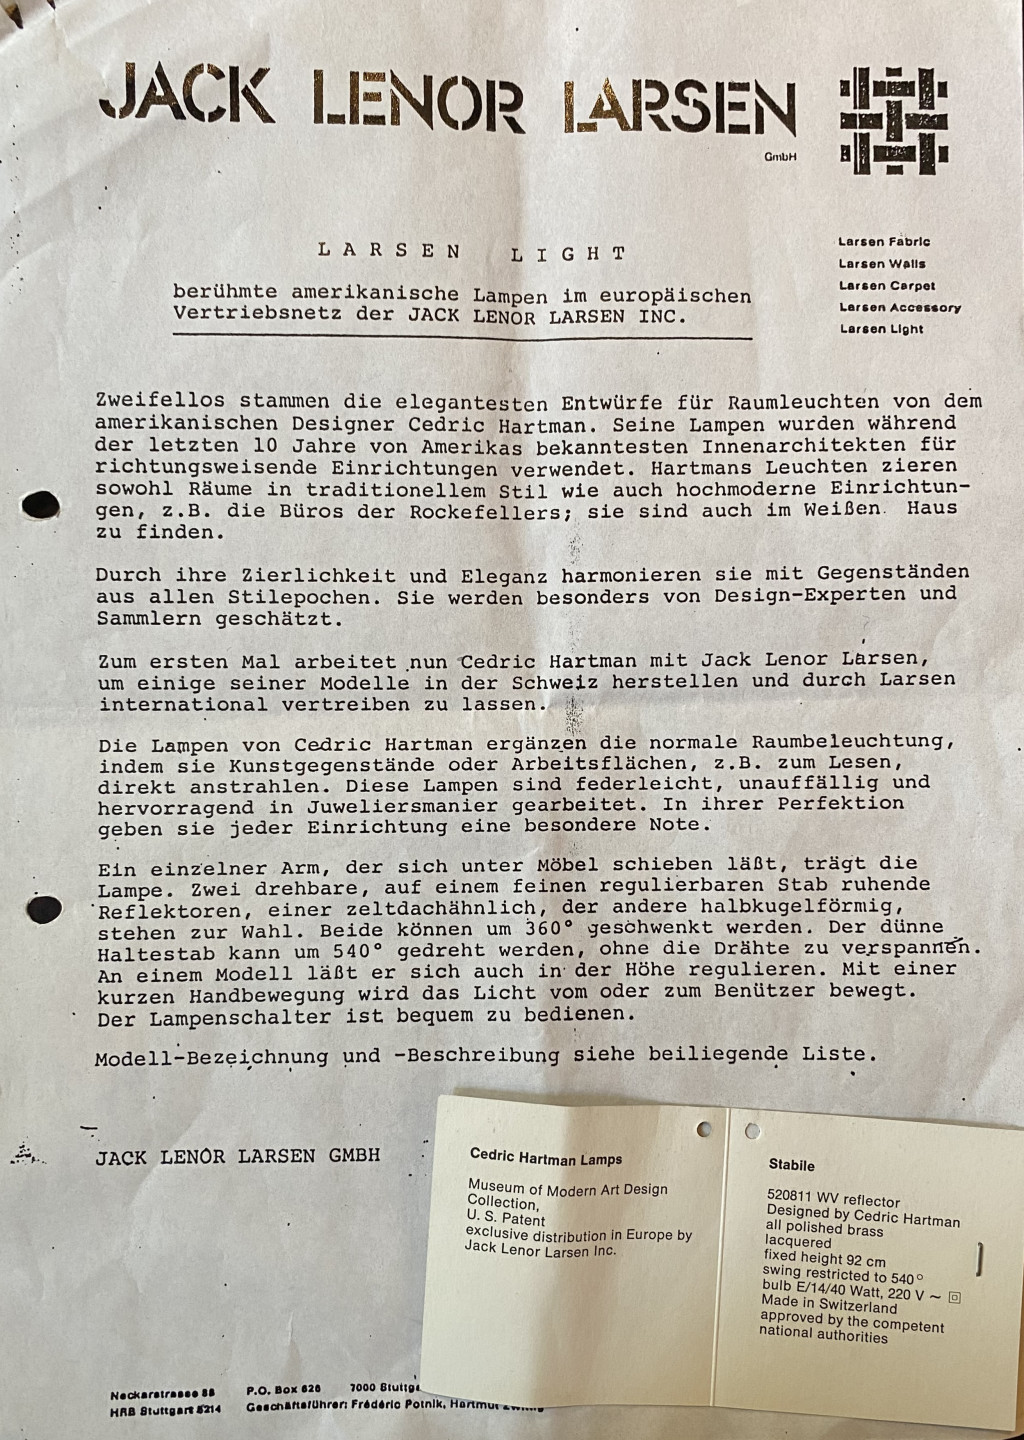 JACK LENOR LARSEN
GmbH
Larsen Fabric
Larsen Walls
Larsen Carpet
Larsen Accessory
Larsen Light
LARSEN LIGHT
berühmte amerikanische Lampen im europäischen
Vertriebsnetz der JACK LENOR LARSEN INC.
Zweifellos stammen die elegantesten Entwürfe für Raumleuchten von dem
amerikanischen Designer Cedric Hartman. Seine Lampen wurden während
der letzten 10 Jahre von Amerikas bekanntesten Innenarchitekten für
richtungsweisende Einrichtungen verwendet. Hartmans Leuchten zieren
sowohl Räume in traditionellem Stil wie auch hochmoderne Einrichtun-
gen, z.B. die Büros der Rockefellers; sie sind auch im Weißen Haus
zu finden.
Durch ihre Zierlichkeit und Eleganz harmonieren sie mit Gegenständen
aus allen Stilepochen. Sie werden besonders von Design-Experten und
Sammlern geschätzt.
Zum ersten Mal arbeitet nun Cedric Hartman mit Jack Lenor Larsen,
um einige seiner Modelle in der Schweiz herstellen und durch Larsen
international vertreiben zu lassen.
Die Lampen von Cedric Hartman ergänzen die normale Raumbeleuchtung,
indem sie Kunstgegenstände oder Arbeitsflächen, z.B. zum Lesen,
direkt anstrahlen. Diese Lampen sind federleicht, unauffällig und
hervorragend in Juweliersmanier gearbeitet. In ihrer Perfektion
geben sie jeder Einrichtung eine besondere Note.
Ein einzelner Arm, der sich unter Möbel schieben läßt, trägt die
Lampe. Zwei drehbare, auf einem feinen regulierbaren Stab ruhende
Reflektoren, einer zeltdachähnlich, der andere halbkugelförmig,
stehen zur Wahl. Beide können um 360° geschwenkt werden. Der dünne
Haltestab kann um 540° gedreht werden, ohne die Drähte zu verspannen.
An einem Modell läßt er sich auch in der Höhe regulieren. Mit einer
kurzen Handbewegung wird das Licht vom oder zum Benützer bewegt.
Der Lampenschalter ist bequem zu bedienen.
Modell-Bezeichnung und -Beschreibung siehe beiliegende Liste.
JACK LENOR LARSEN GMBH
Cedric Hartman Lamps
Museum of Modern Art Design
Collection,
U. S. Patent
exclusive distribution in Europe by
Jack Lenor Larsen Inc.
Stabile
520811 WV reflector
Designed by Cedric Hartman
all polished brass
lacquered
fixed height 92 cm
swing restricted to 540°
bulb E/14/40 Watt, 220 V ~
Made in Switzerland
approved by the competent
national authorities
Neckarstrasse P.O. Box 7000
HRB Stuttgart Geschäftsführer: Frédéric Potnik, Hartmut